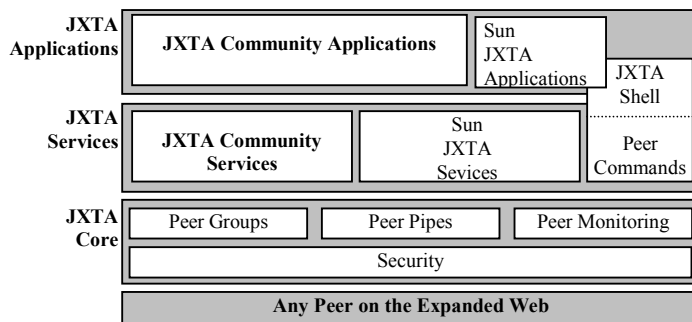 JXTA
Applications
JXTA Community Applications
Sun
JXTA
Applications
JXTA
Shell
JXTA
Services
JXTA Community
Services
Sun
JXTA
Sevices
Peer
Commands
JXTA
Core
Peer Groups
Peer Pipes
Peer Monitoring
Security
Any Peer on the Expanded Web